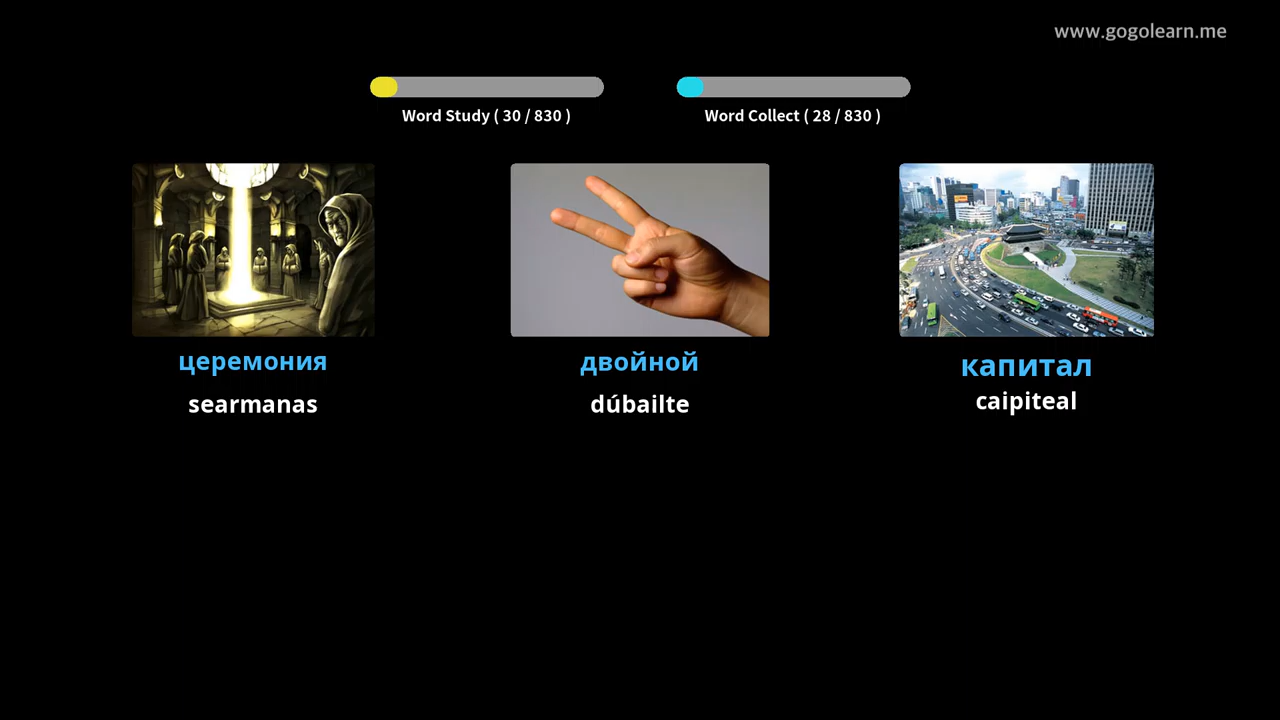 www.gogolearn.me
Word Study ( 30 / 830 )
Word Collect ( 28 / 830 )
церемония
двойной
капитал
searmanas
dúbailte
caipiteal